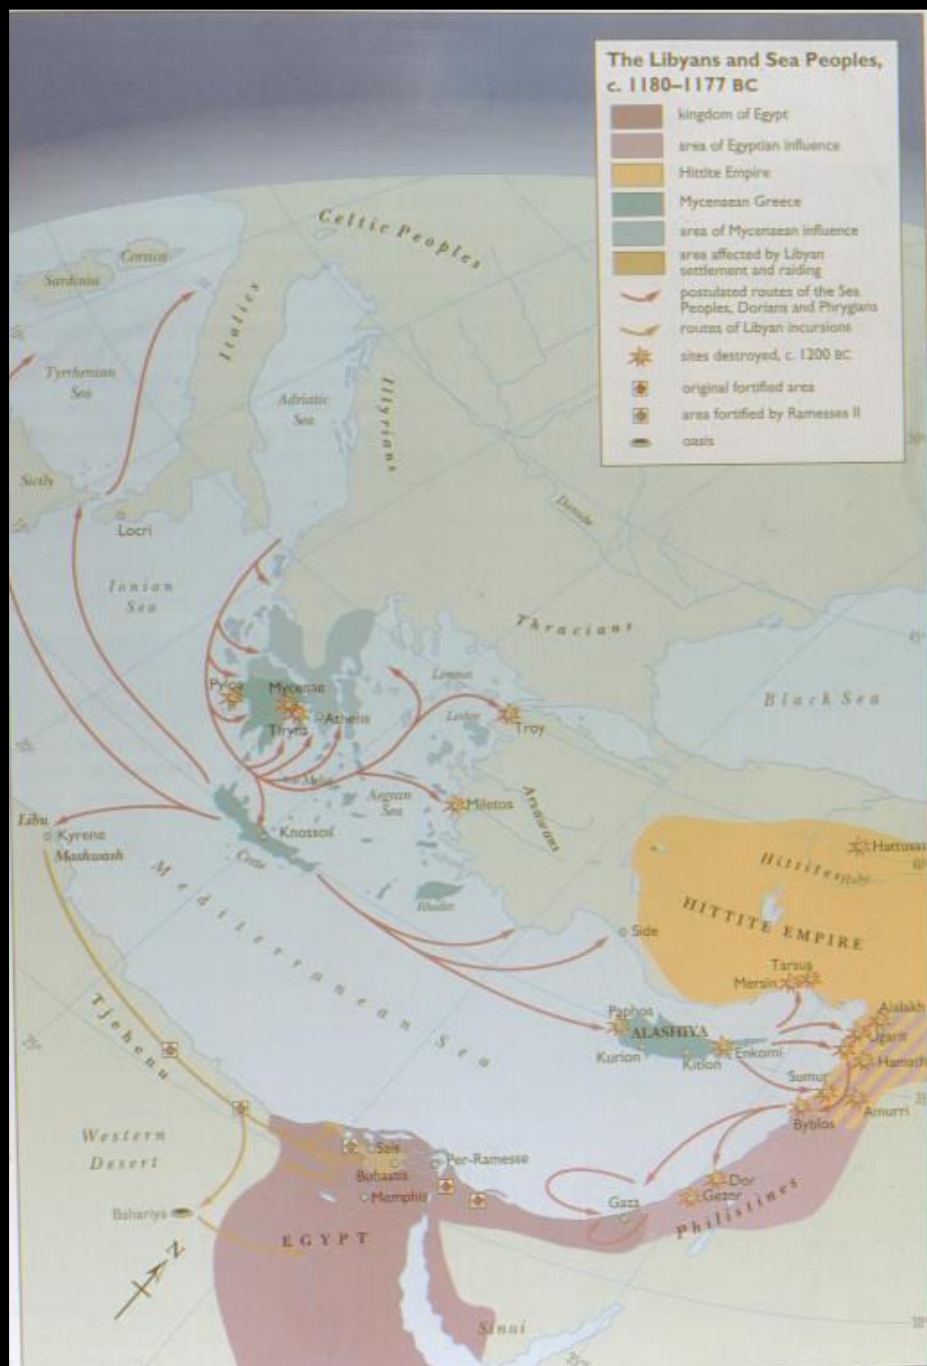 The Libyans and Sea Peoples,
c. 1180–1177 BC
kingdom of Egypt
area of Egyptian influence
Hittite Empire
Mycenaean Greece
area of Mycenaean influence
area affected by Libyan
settlement and raiding
postulated routes of the Sea
Peoples, Dorians and Phrygians
routes of Libyan incursions
sites destroyed, c. 1200 BC
original fortified area
area fortified by Ramesses II
oasis
Celtic Peoples
Corsica
Sardinia
Italics
Tyrrhenian
Sea
Adriatic
Sea
Illyrians
Sicily
Locri
Danube
Ionian
Sea
Thracians
Black Sea
Pylos
Mycenae
Tiryns
Athens
Lemnos
Lesbos
Troy
Melos
Aegean
Sea
Miletos
Arzawans
Libu
Kyrene
Mashwash
Knossos
Crete
Rhodes
Mediterranean Sea
Hattusas
Hittites
HITTITE EMPIRE
Side
Tarsus
Mersin
Paphos
ALASHIYA
Kurion
Kition
Enkomi
Alalakh
Ugarit
Hamath
Sumur
Amurri
Byblos
Tjehenu
25°
35
45°
30°
Western
Desert
Sais
Bubastis
Per-Ramesse
Memphis
Bahariya
EGYPT
Gaza
Dor
Gezer
Philistines
N
Sinai